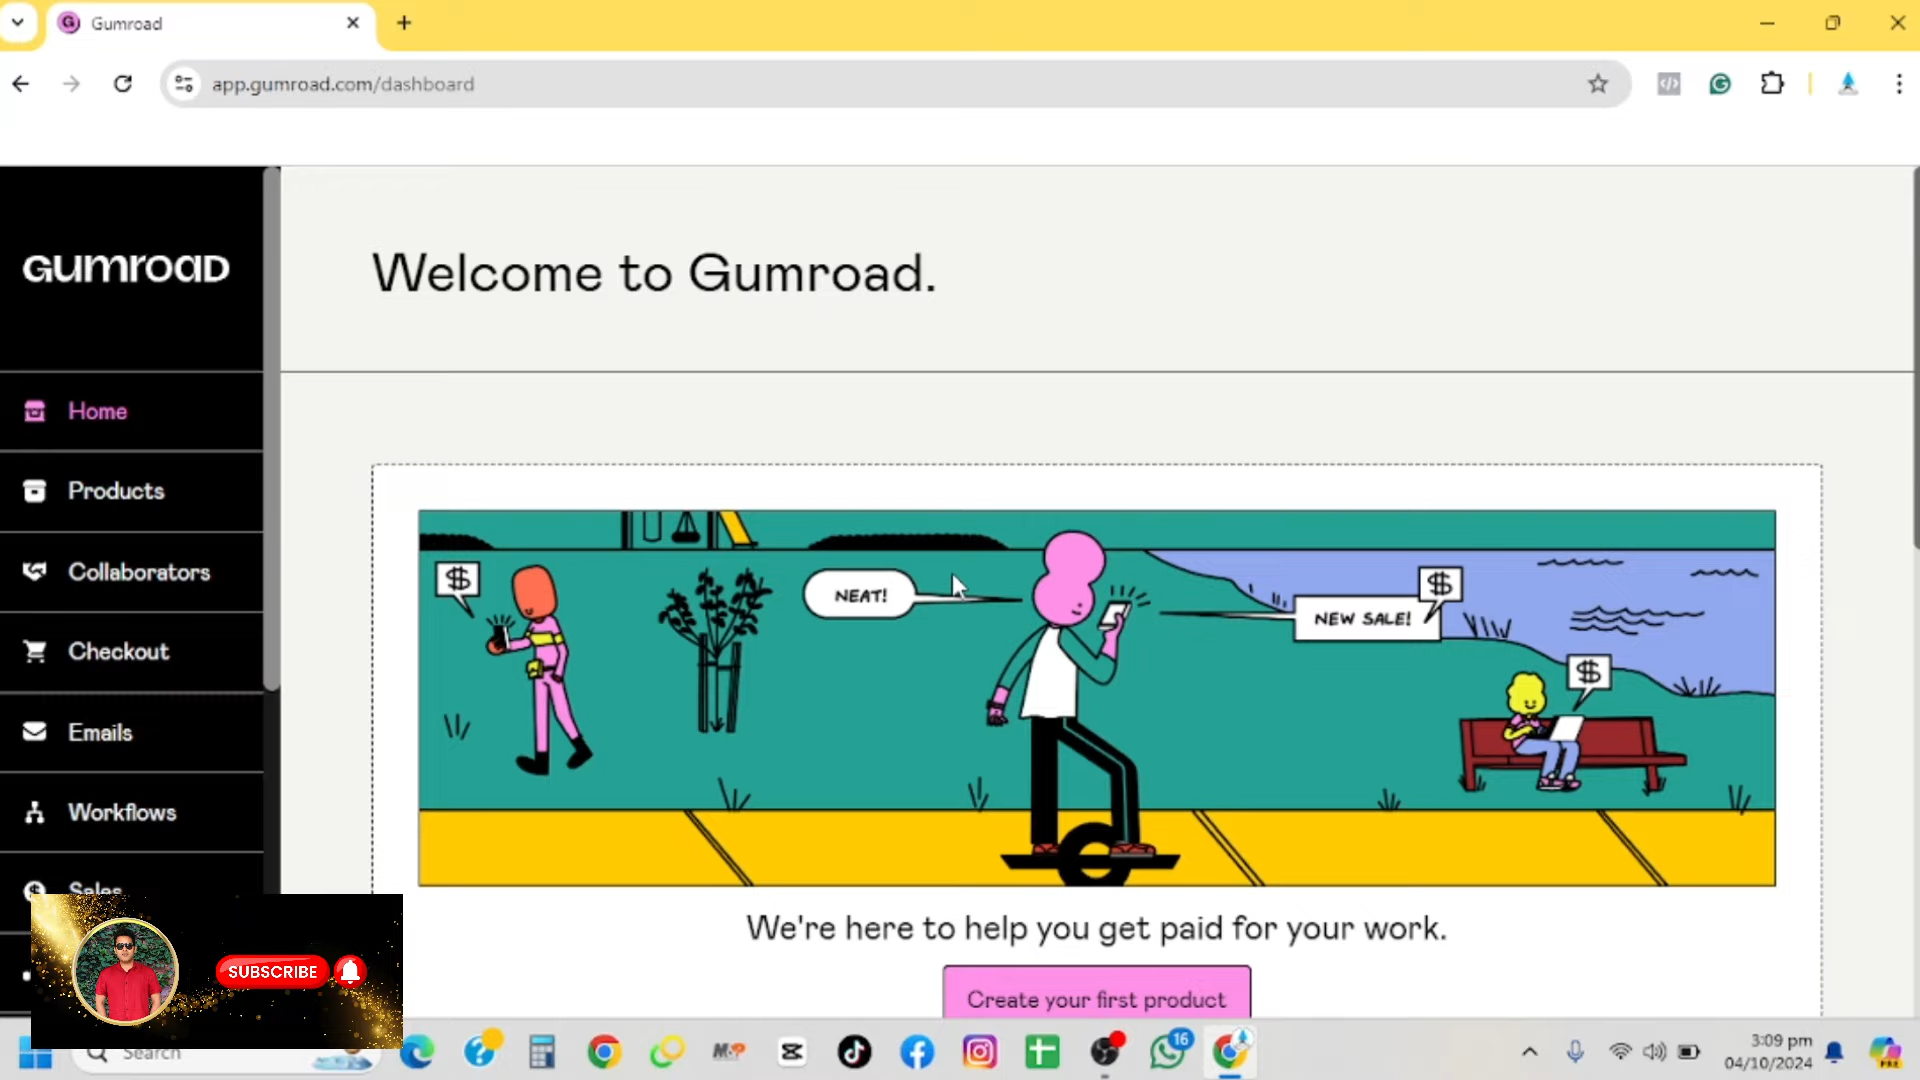 Gumroad
app.gumroad.com/dashboard
GUMROAD
Welcome to Gumroad.
Home
Products
Collaborators
Checkout
Emails
Workflows
Sales
$
NEAT!
NEW SALE!
$
$
We're here to help you get paid for your work.
Create your first product
SUBSCRIBE
Search
16
3:09 pm
04/10/2024